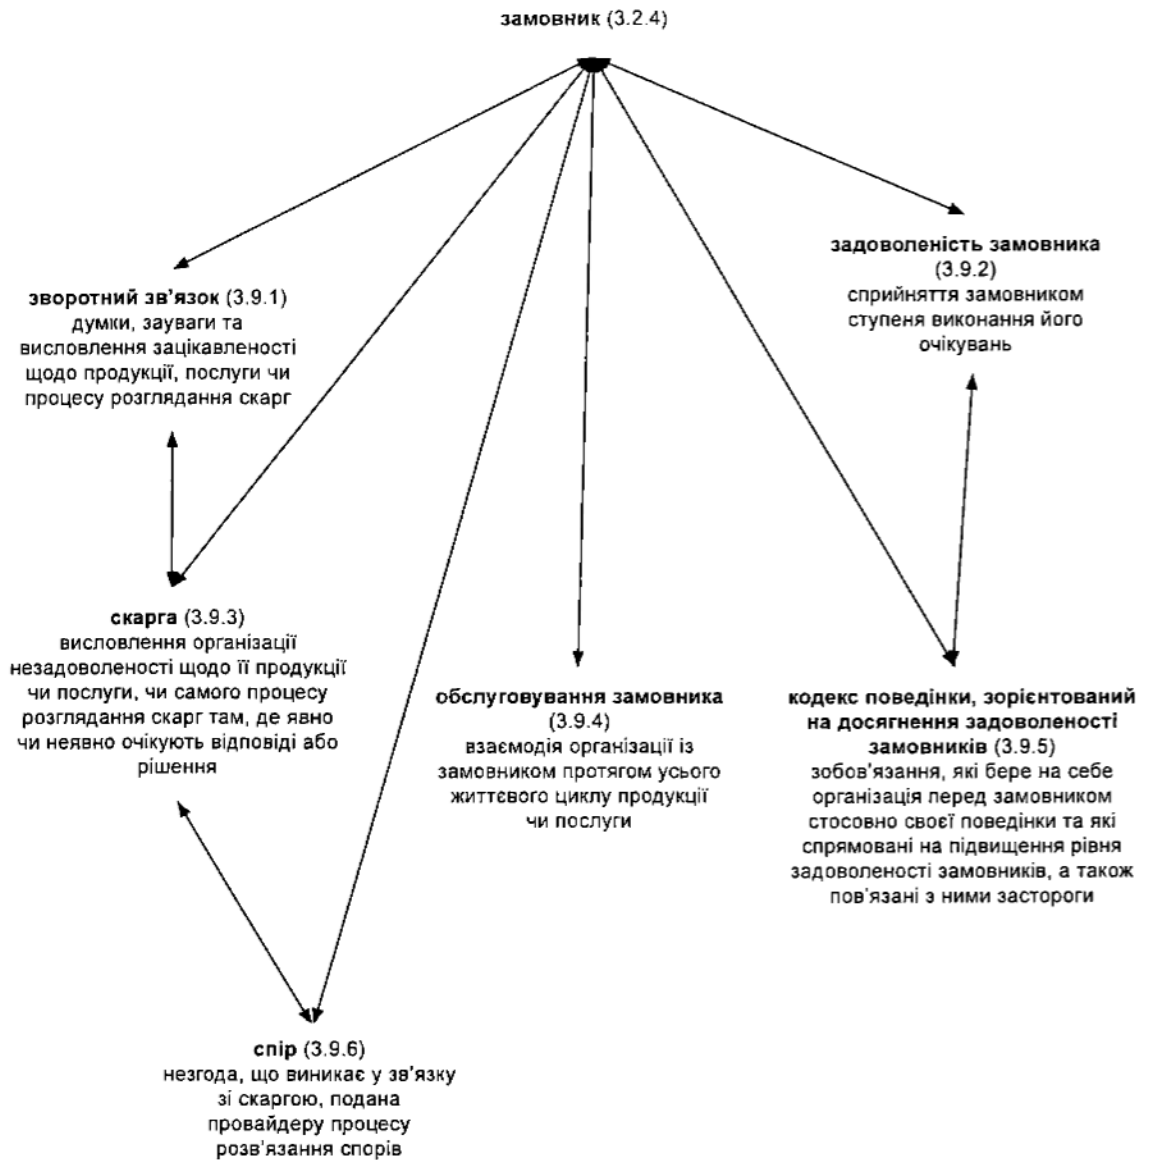 замовник (3.2.4)
задоволеність замовника
(3.9.2)
сприйняття замовником
ступеня виконання його
очікувань
зворотний зв'язок (3.9.1)
думки, зауваги та
висловлення зацікавленості
щодо продукції, послуги чи
процесу розглядання скарг
скарга (3.9.3)
висловлення організації
незадоволеності щодо її продукції
чи послуги, чи самого процесу
розглядання скарг там, де явно
чи неявно очікують відповіді або
рішення
обслуговування замовника
(3.9.4)
взаємодія організації із
замовником протягом усього
життєвого циклу продукції
чи послуги
кодекс поведінки, зорієнтований
на досягнення задоволеності
замовників (3.9.5)
зобов'язання, які бере на себе
організація перед замовником
стосовно своєї поведінки та які
спрямовані на підвищення рівня
задоволеності замовників, а також
пов'язані з ними застороги
спір (3.9.6)
незгода, що виникає у зв'язку
зі скаргою, подана
провайдеру процесу
розв'язання спорів